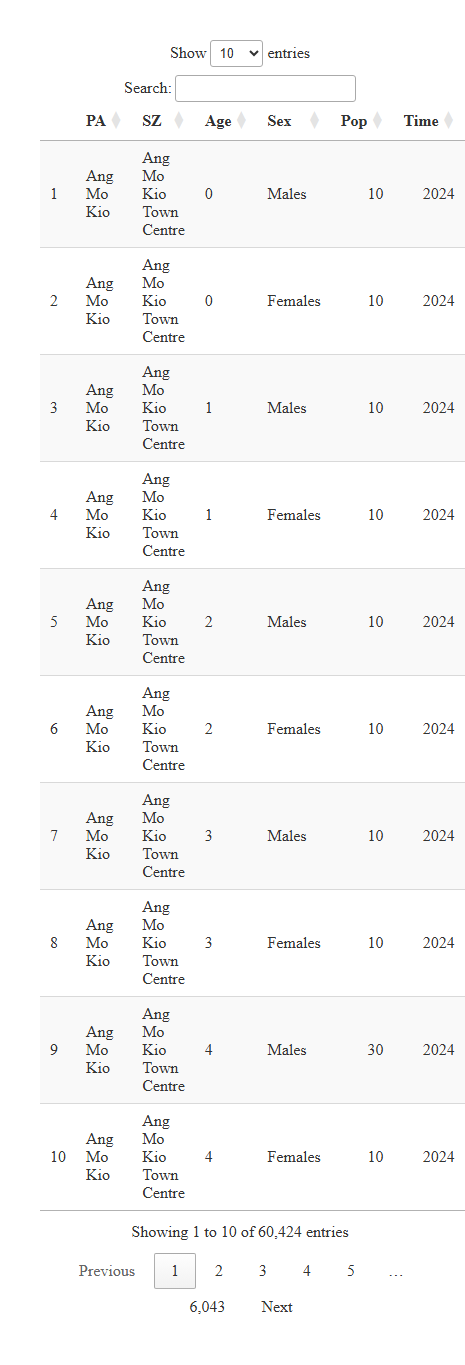 Show 10 entries
Search:
PA SZ Age Sex Pop Time
1 Ang Mo Kio Ang Mo Kio Town Centre 0 Males 10 2024
2 Ang Mo Kio Ang Mo Kio Town Centre 0 Females 10 2024
3 Ang Mo Kio Ang Mo Kio Town Centre 1 Males 10 2024
4 Ang Mo Kio Ang Mo Kio Town Centre 1 Females 10 2024
5 Ang Mo Kio Ang Mo Kio Town Centre 2 Males 10 2024
6 Ang Mo Kio Ang Mo Kio Town Centre 2 Females 10 2024
7 Ang Mo Kio Ang Mo Kio Town Centre 3 Males 10 2024
8 Ang Mo Kio Ang Mo Kio Town Centre 3 Females 10 2024
9 Ang Mo Kio Ang Mo Kio Town Centre 4 Males 30 2024
10 Ang Mo Kio Ang Mo Kio Town Centre 4 Females 10 2024
Showing 1 to 10 of 60,424 entries
Previous 1 2 3 4 5 …
6,043 Next